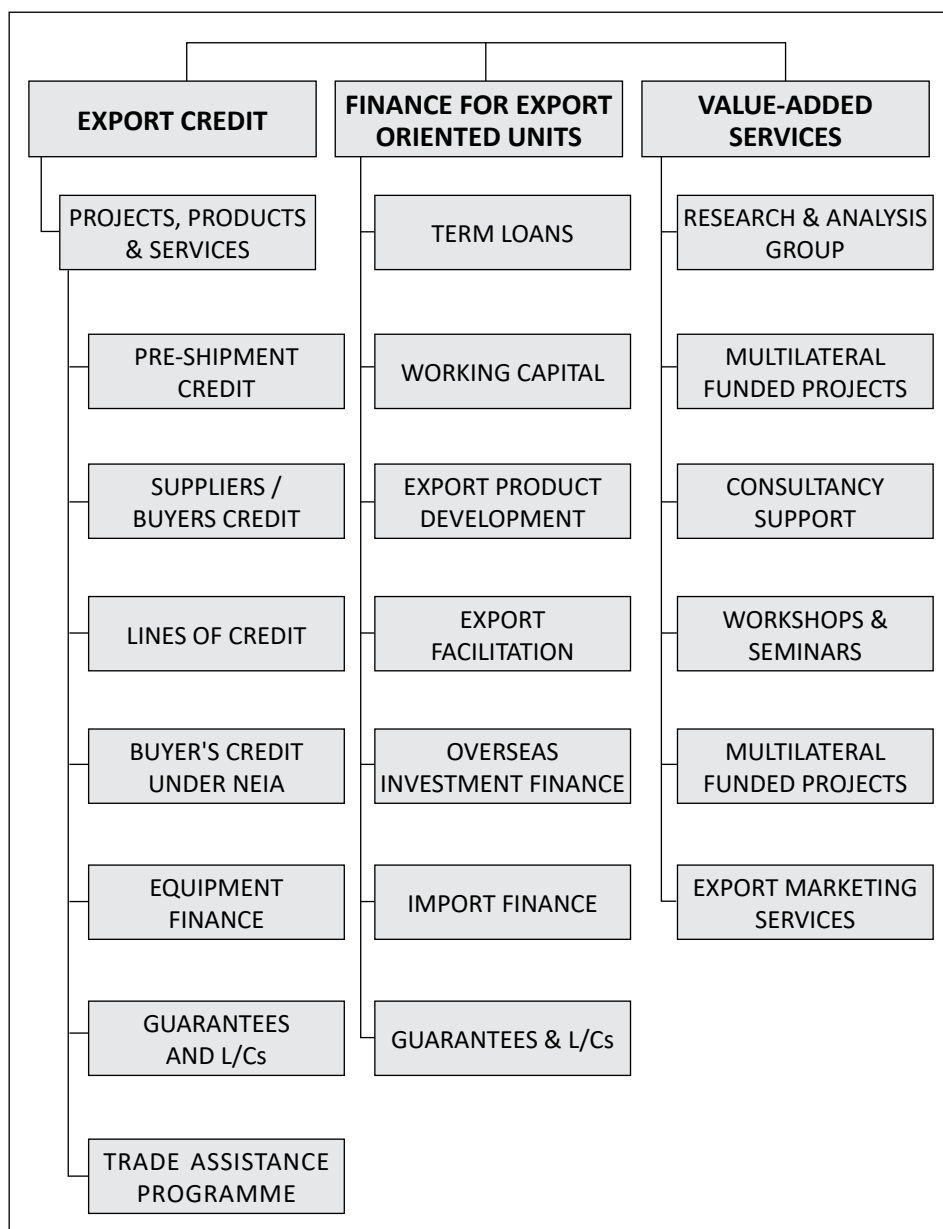 EXPORT CREDIT
PROJECTS, PRODUCTS
& SERVICES
PRE-SHIPMENT
CREDIT
SUPPLIERS /
BUYERS CREDIT
LINES OF CREDIT
BUYER'S CREDIT
UNDER NEIA
EQUIPMENT
FINANCE
GUARANTEES
AND L/Cs
TRADE ASSISTANCE
PROGRAMME
FINANCE FOR EXPORT
ORIENTED UNITS
TERM LOANS
WORKING CAPITAL
EXPORT PRODUCT
DEVELOPMENT
EXPORT
FACILITATION
OVERSEAS
INVESTMENT FINANCE
IMPORT FINANCE
GUARANTEES & L/Cs
VALUE-ADDED
SERVICES
RESEARCH & ANALYSIS
GROUP
MULTILATERAL
FUNDED PROJECTS
CONSULTANCY
SUPPORT
WORKSHOPS &
SEMINARS
MULTILATERAL
FUNDED PROJECTS
EXPORT MARKETING
SERVICES